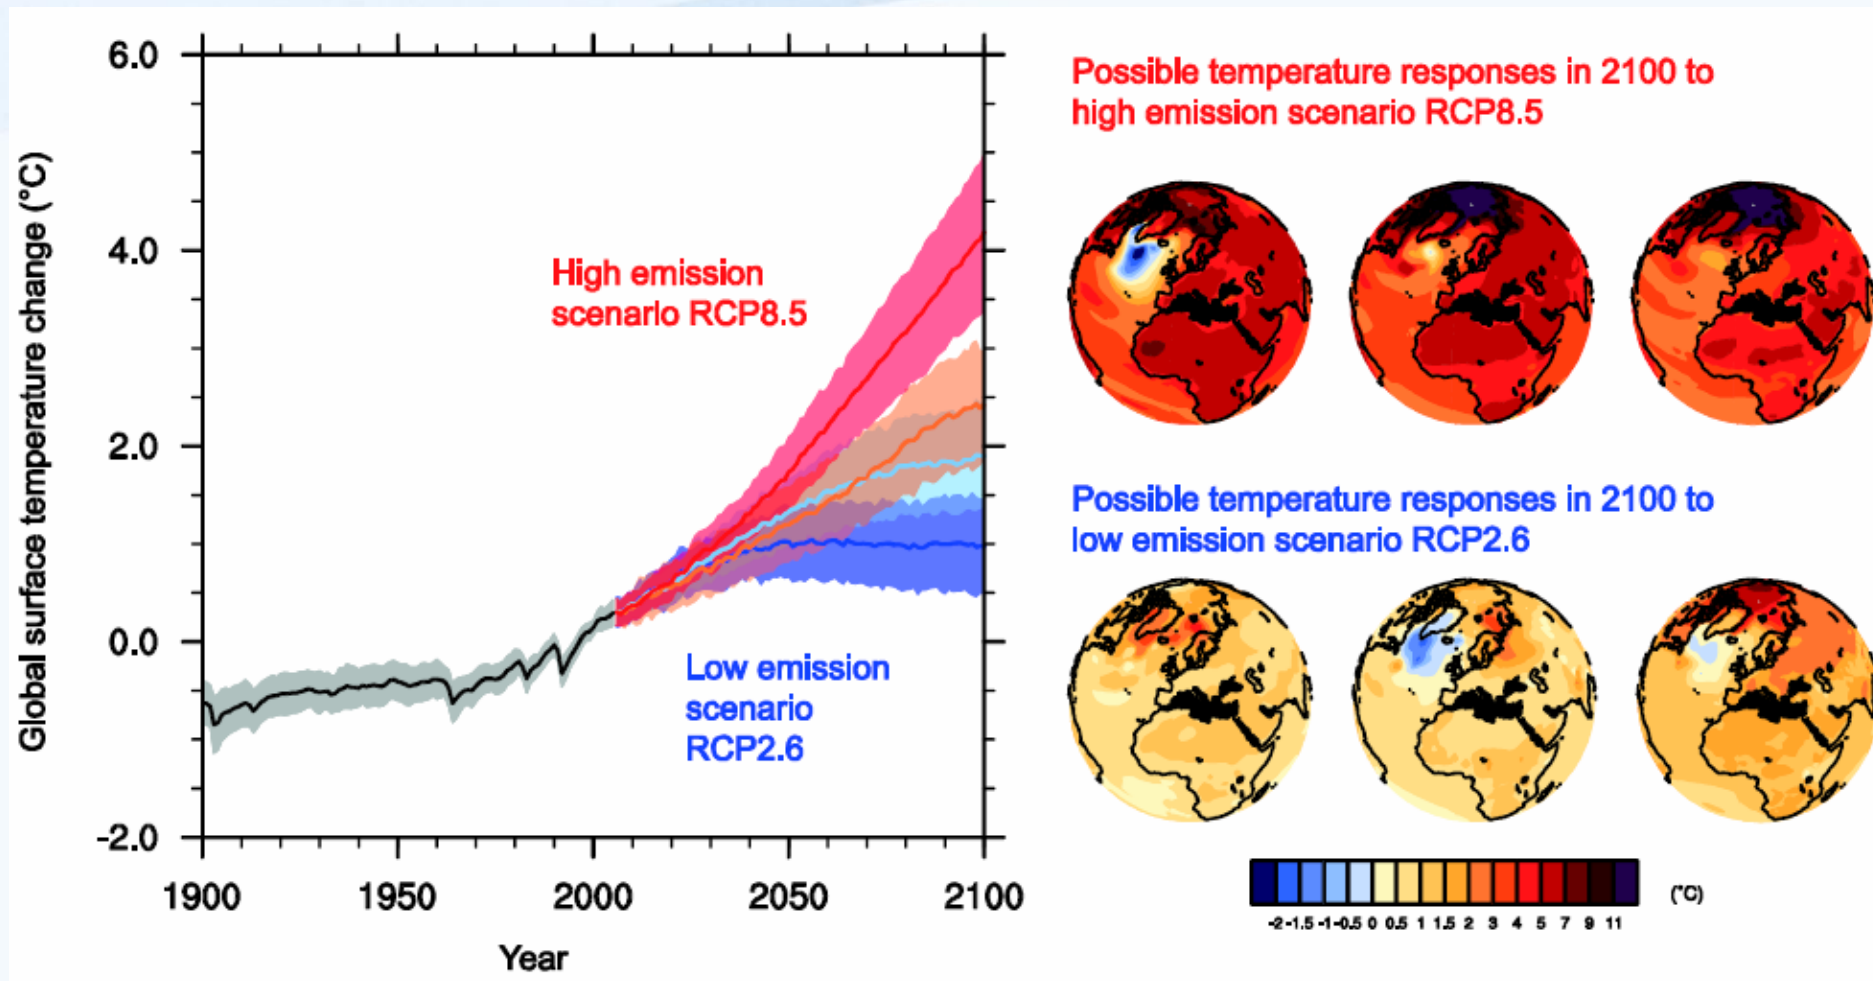 Global surface temperature change (°C)
6.0
4.0
2.0
0.0
-2.0
1900
1950
2000
2050
2100
Year
High emission
scenario RCP8.5
Low emission
scenario
RCP2.6
Possible temperature responses in 2100 to
high emission scenario RCP8.5
Possible temperature responses in 2100 to
low emission scenario RCP2.6
-2 -1.5 -1 -0.5 0 0.5 1 1.5 2 3 4 5 7 9 11
(°C)